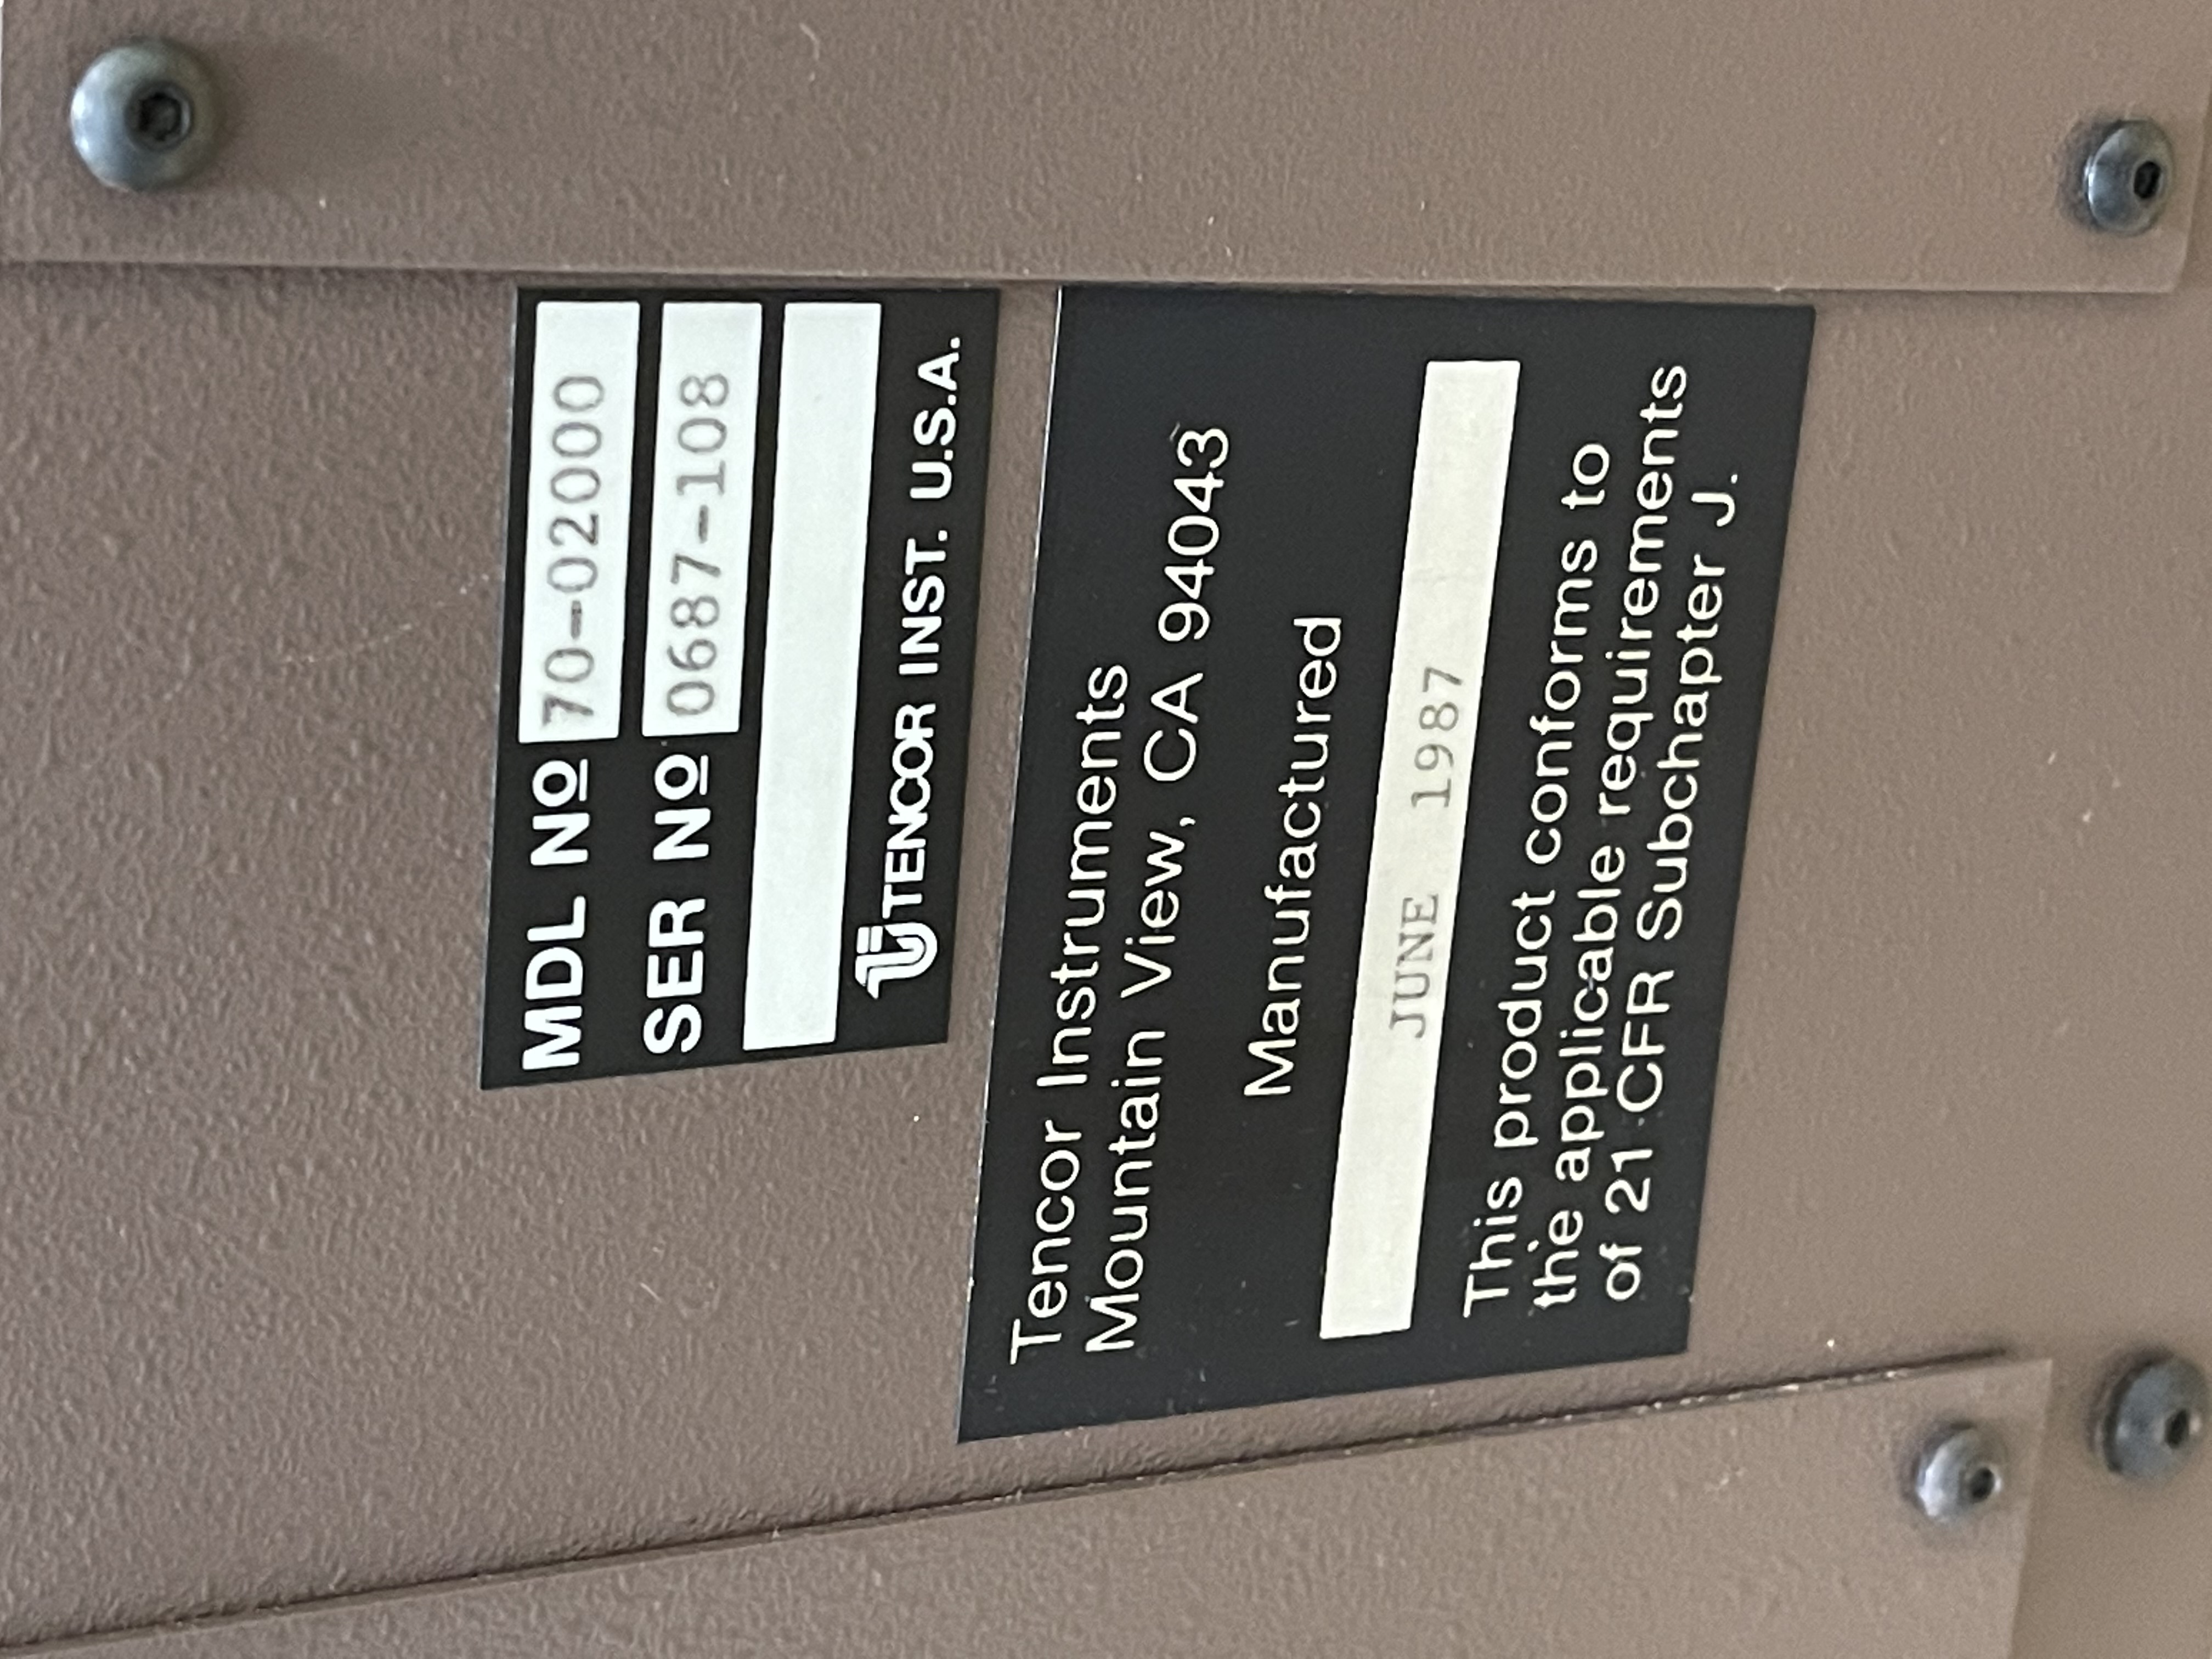 MDL Nº 70-02000
SER Nº 0687-108
TENCOR INST. U.S.A.
Tencor Instruments
Mountain View, CA 94043
Manufactured
JUNE 1987
This product conforms to
the applicable requirements
of 21 CFR Subchapter J.